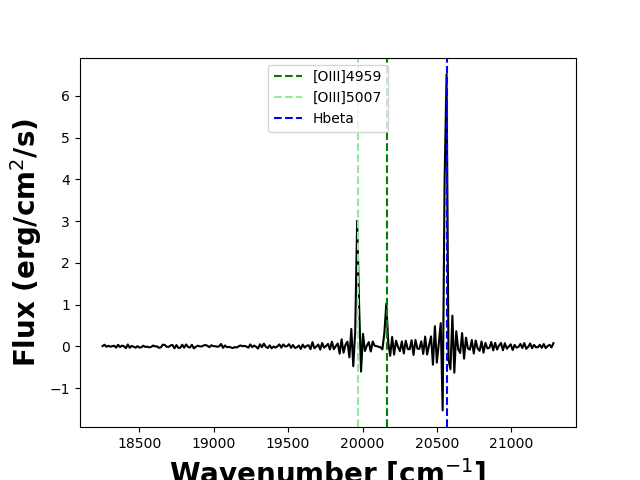 [OIII]4959
[OIII]5007
Hbeta
Flux (erg/cm²/s)
6
5
4
3
2
1
0
−1
18500 19000 19500 20000 20500 21000
Wavenumber [cm⁻¹]